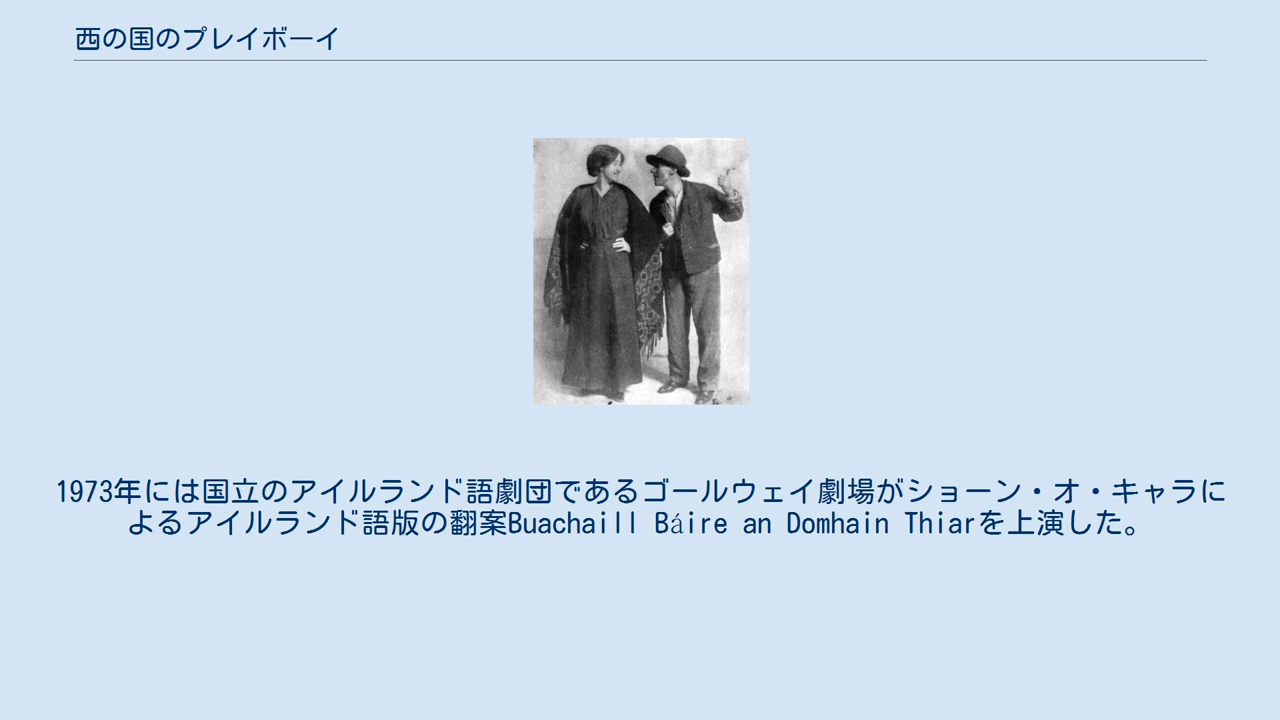 西の国のプレイボーイ
1973年には国立のアイルランド語劇団であるゴールウェイ劇場がショーン・オ・キャラに
よるアイルランド語版の翻案Buachaill Báire an Domhain Thiarを上演した。